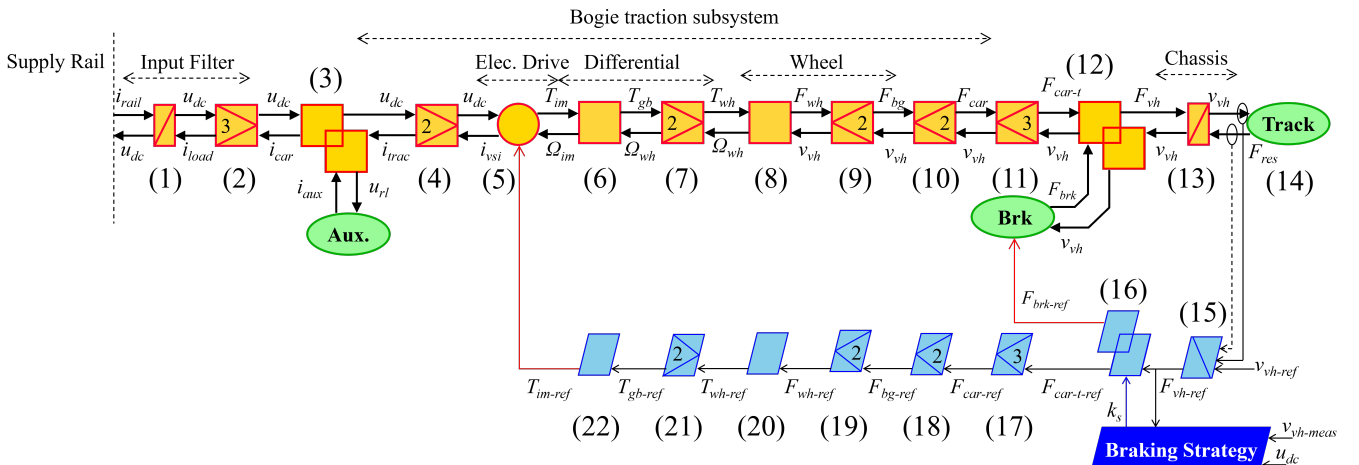 Bogie traction subsystem
Supply Rail
Input Filter
(3)
Elec. Drive
Differential
Wheel
(12)
Chassis
i_rail
u_dc
u_dc
u_dc
u_dc
T_im
T_gb
T_wh
F_wh
F_bg
F_car
F_car-t
F_vh
v_vh
3
2
2
2
2
3
Track
u_dc
i_load
i_car
i_trac
i_vsi
Ω_im
Ω_wh
Ω_wh
v_vh
v_vh
v_vh
v_vh
v_vh
F_res
(1)
(2)
i_aux
u_rl
(4)
(5)
(6)
(7)
(8)
(9)
(10)
(11)
F_brk
(13)
(14)
Aux.
Brk
v_vh
F_brk-ref
(16)
(15)
2
2
2
3
T_im-ref
T_gb-ref
T_wh-ref
F_wh-ref
F_bg-ref
F_car-ref
F_car-t-ref
F_vh-ref
v_vh-ref
k_s
(22)
(21)
(20)
(19)
(18)
(17)
Braking Strategy
v_vh-meas
u_dc